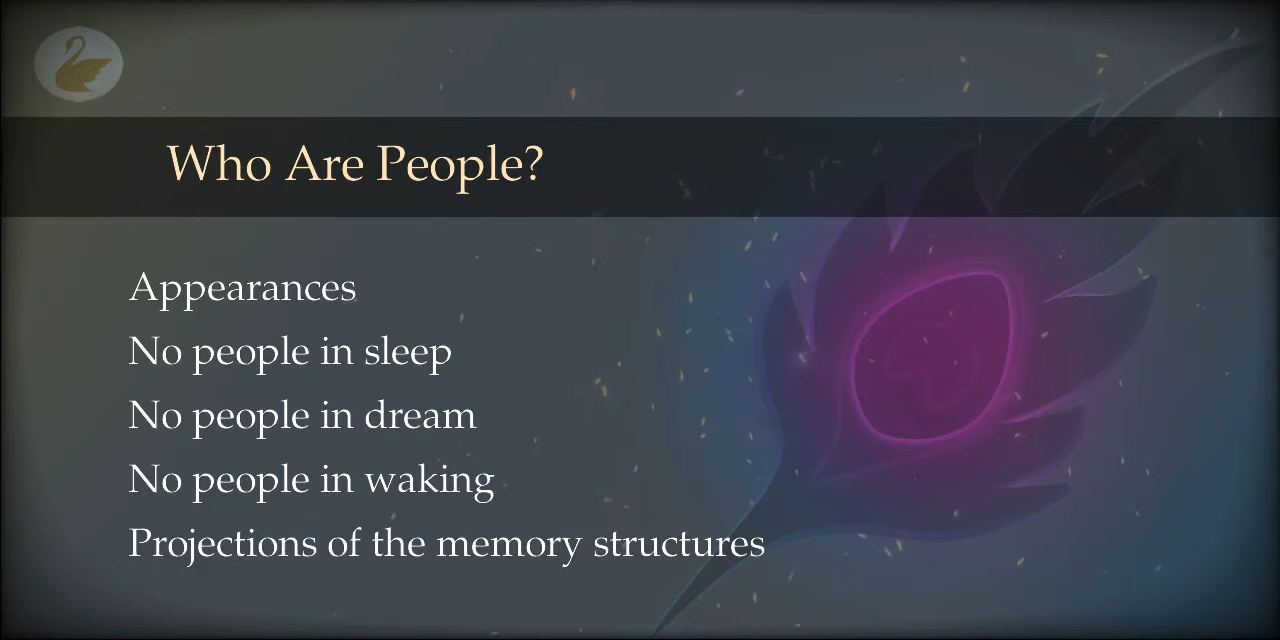 Who Are People?
Appearances
No people in sleep
No people in dream
No people in waking
Projections of the memory structures